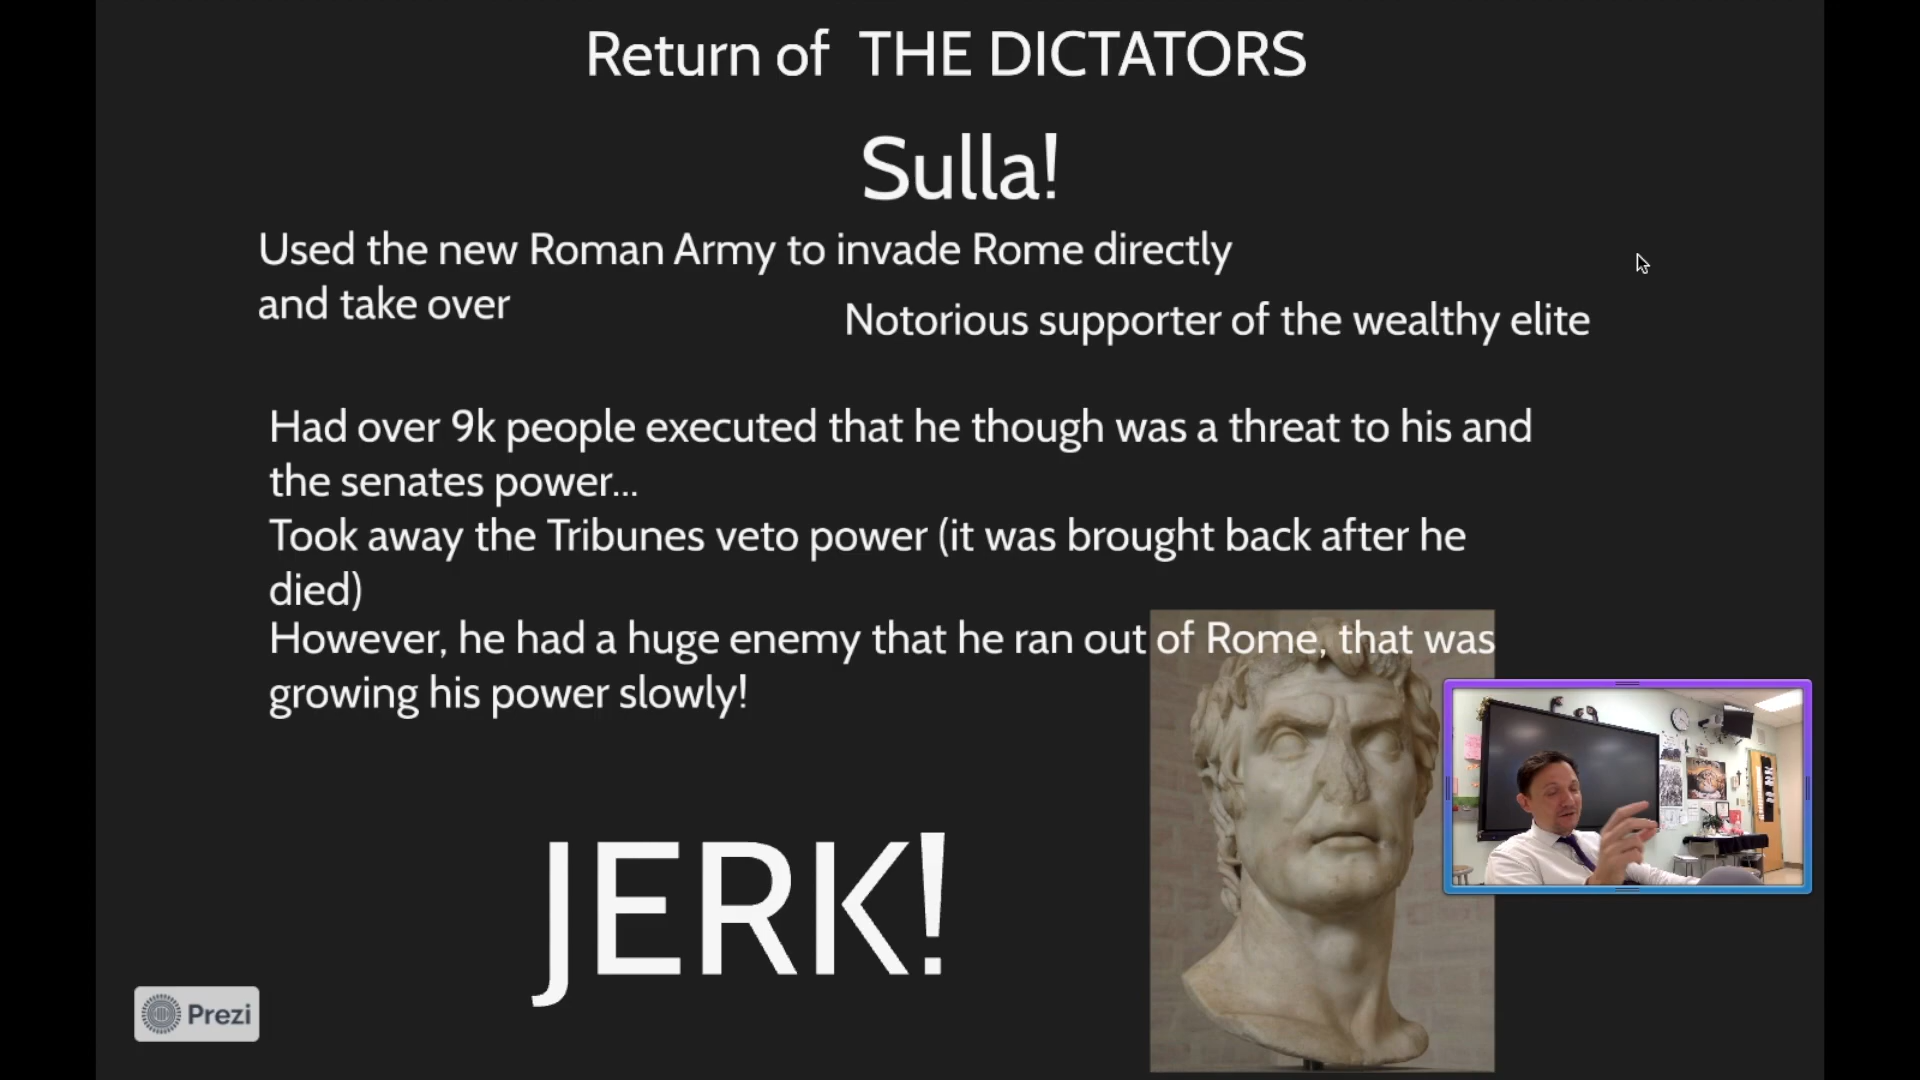 Return of THE DICTATORS
Sulla!
Used the new Roman Army to invade Rome directly
and take over
Notorious supporter of the wealthy elite
Had over 9k people executed that he though was a threat to his and
the senates power...
Took away the Tribunes veto power (it was brought back after he
died)
However, he had a huge enemy that he ran out of Rome, that was
growing his power slowly!
JERK!
Prezi